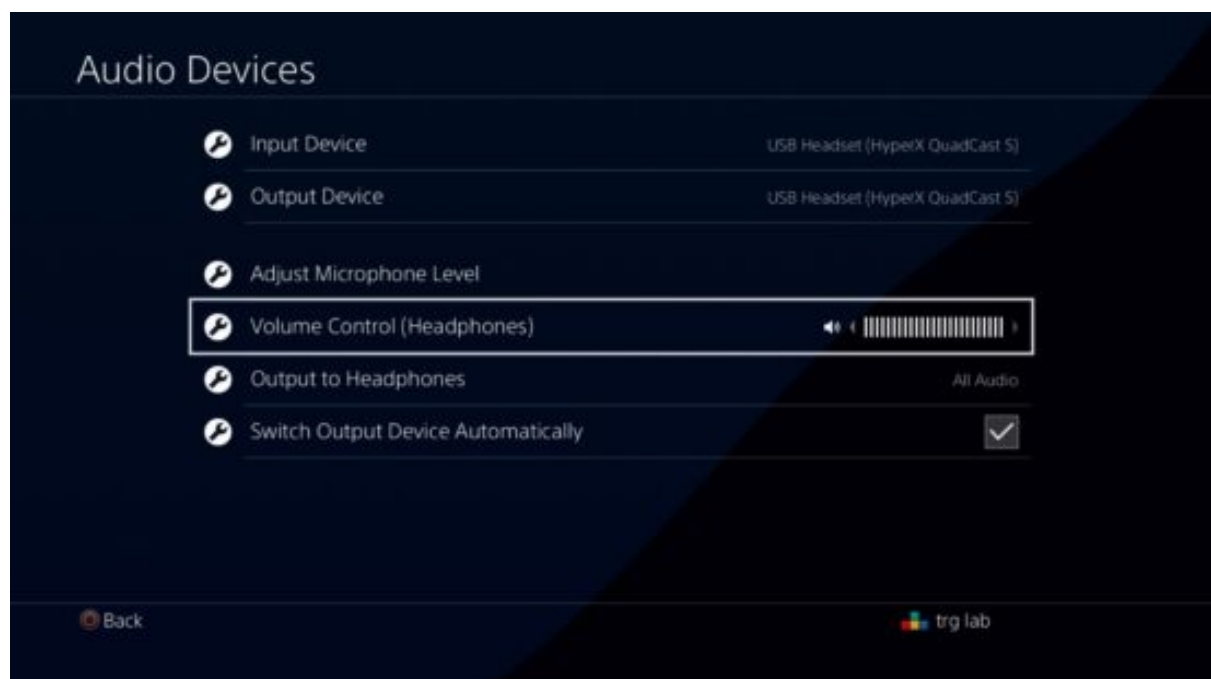 Audio Devices
Input Device USB Headset (HyperX QuadCast S)
Output Device USB Headset (HyperX QuadCast S)
Adjust Microphone Level
Volume Control (Headphones)
Output to Headphones All Audio
Switch Output Device Automatically
Back trg lab